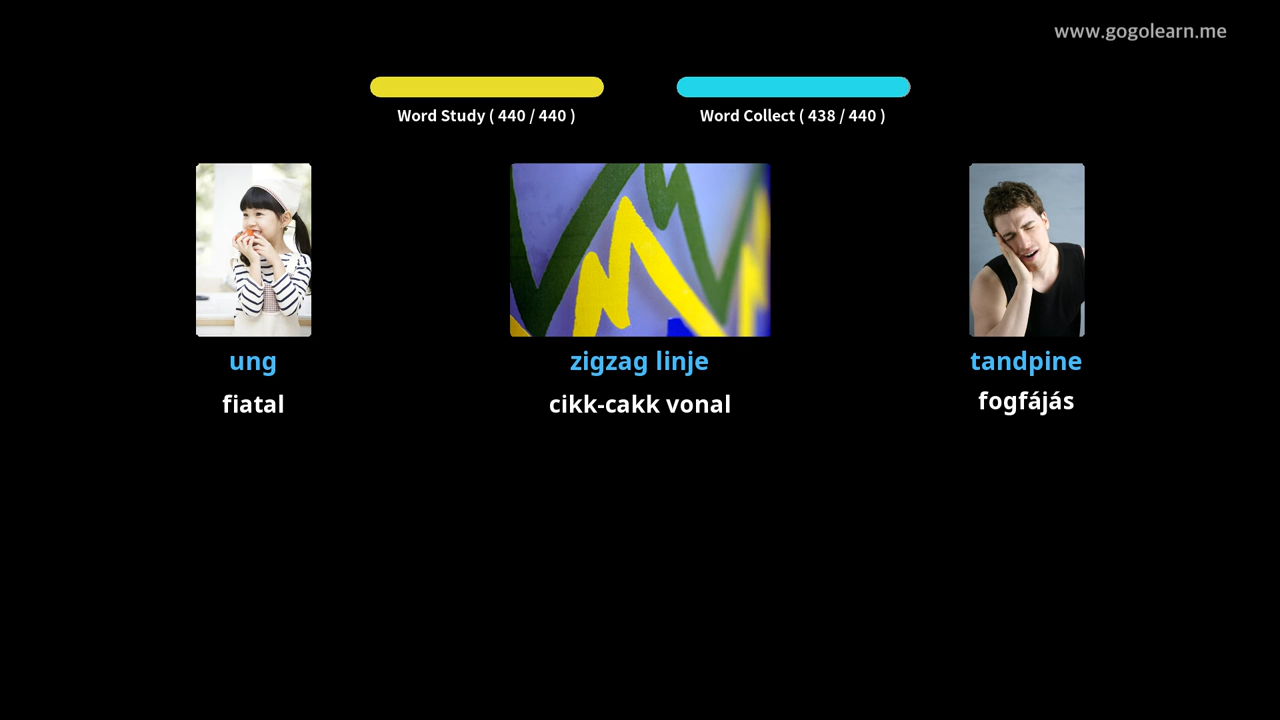 www.gogolearn.me
Word Study ( 440 / 440 )
Word Collect ( 438 / 440 )
ung
fiatal
zigzag linje
cikk-cakk vonal
tandpine
fogfájás